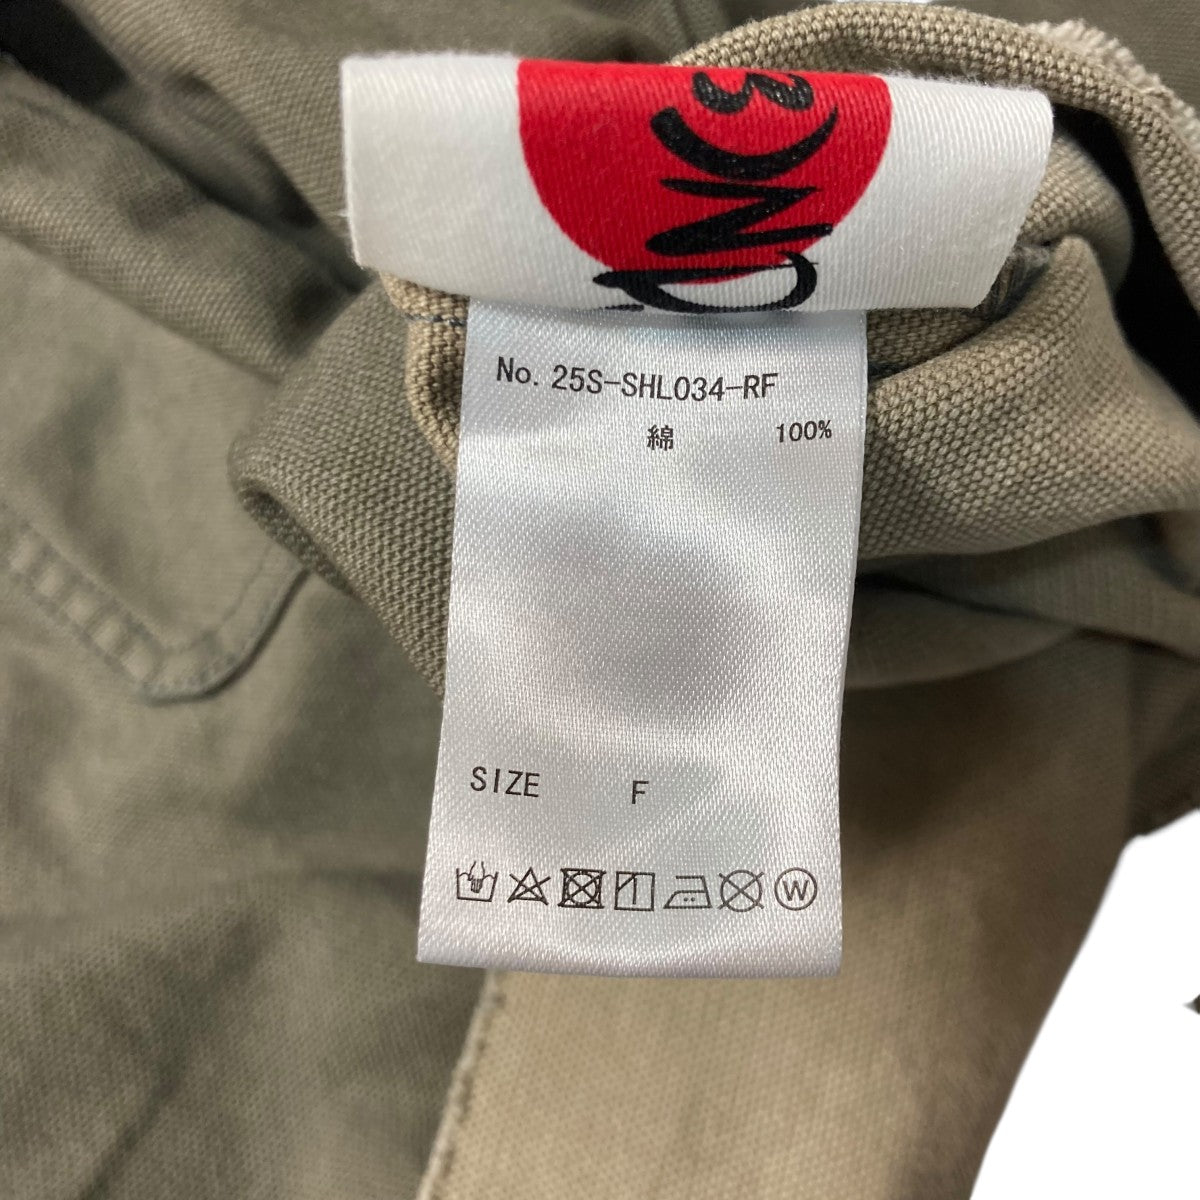 No. 25S-SHL034-RF
綿 100%
SIZE F
W